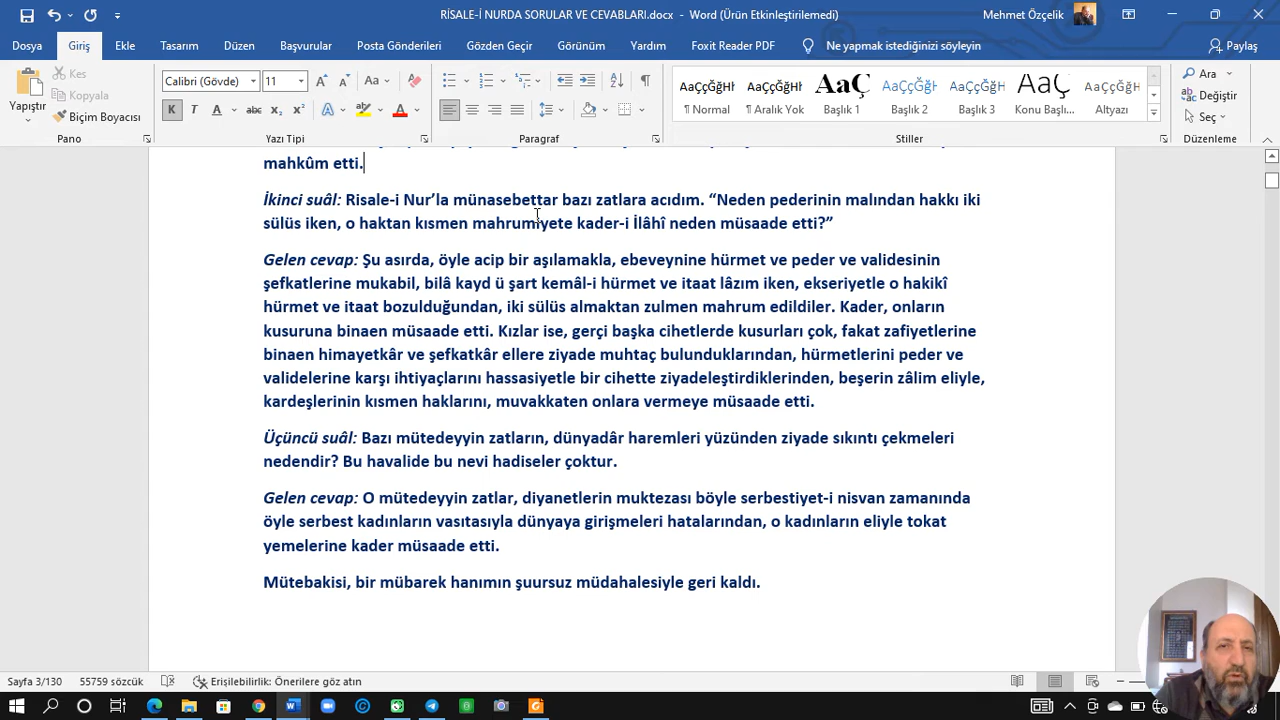 RİSALE-İ NURDA SORULAR VE CEVABLARI.docx - Word (Ürün Etkinleştirilemedi)
Mehmet Özçelik
Dosya Giriş Ekle Tasarım Düzen Başvurular Posta Gönderileri Gözden Geçir Görünüm Yardım Foxit Reader PDF Ne yapmak istediğinizi söyleyin Paylaş
Yapıştır
Kes
Kopyala
Biçim Boyacısı
Calibri (Gövde) 11
AaÇçĞğH AaÇçĞğH AaÇ AaÇçĞğH AaÇçĞğH AaÇç AaÇçĞğH
¶ Normal ¶ Aralık Yok Başlık 1 Başlık 2 Başlık 3 Konu Başlı... Altyazı
Ara
Değiştir
Seç
Pano Yazı Tipi Paragraf Stiller Düzenleme
mahkûm etti.
İkinci suâl: Risale-i Nur’la münasebettar bazı zatlara acıdım. “Neden pederinin malından hakkı iki
sülüs iken, o haktan kısmen mahrumiyete kader-i İlâhî neden müsaade etti?”
Gelen cevap: Şu asırda, öyle acip bir aşılamakla, ebeveynine hürmet ve peder ve validesinin
şefkatlerine mukabil, bilâ kayd ü şart kemâl-i hürmet ve itaat lâzım iken, ekseriyetle o hakikî
hürmet ve itaat bozulduğundan, iki sülüs almaktan zulmen mahrum edildiler. Kader, onların
kusuruna binaen müsaade etti. Kızlar ise, gerçi başka cihetlerde kusurları çok, fakat zafiyetlerine
binaen himayetkâr ve şefkatkâr ellere ziyade muhtaç bulunduklarından, hürmetlerini peder ve
validelerine karşı ihtiyaçlarını hassasiyetle bir cihette ziyadeleştirdiklerinden, beşerin zâlim eliyle,
kardeşlerinin kısmen haklarını, muvakkaten onlara vermeye müsaade etti.
Üçüncü suâl: Bazı mütedeyyin zatların, dünyadâr haremleri yüzünden ziyade sıkıntı çekmeleri
nedendir? Bu havalide bu nevi hadiseler çoktur.
Gelen cevap: O mütedeyyin zatlar, diyanetlerin muktezası böyle serbestiyet-i nisvan zamanında
öyle serbest kadınların vasıtasıyla dünyaya girişmeleri hatalarından, o kadınların eliyle tokat
yemelerine kader müsaade etti.
Mütebakisi, bir mübarek hanımın şuursuz müdahalesiyle geri kaldı.
Sayfa 3/130 55759 sözcük Erişilebilirlik: Önerilere göz atın